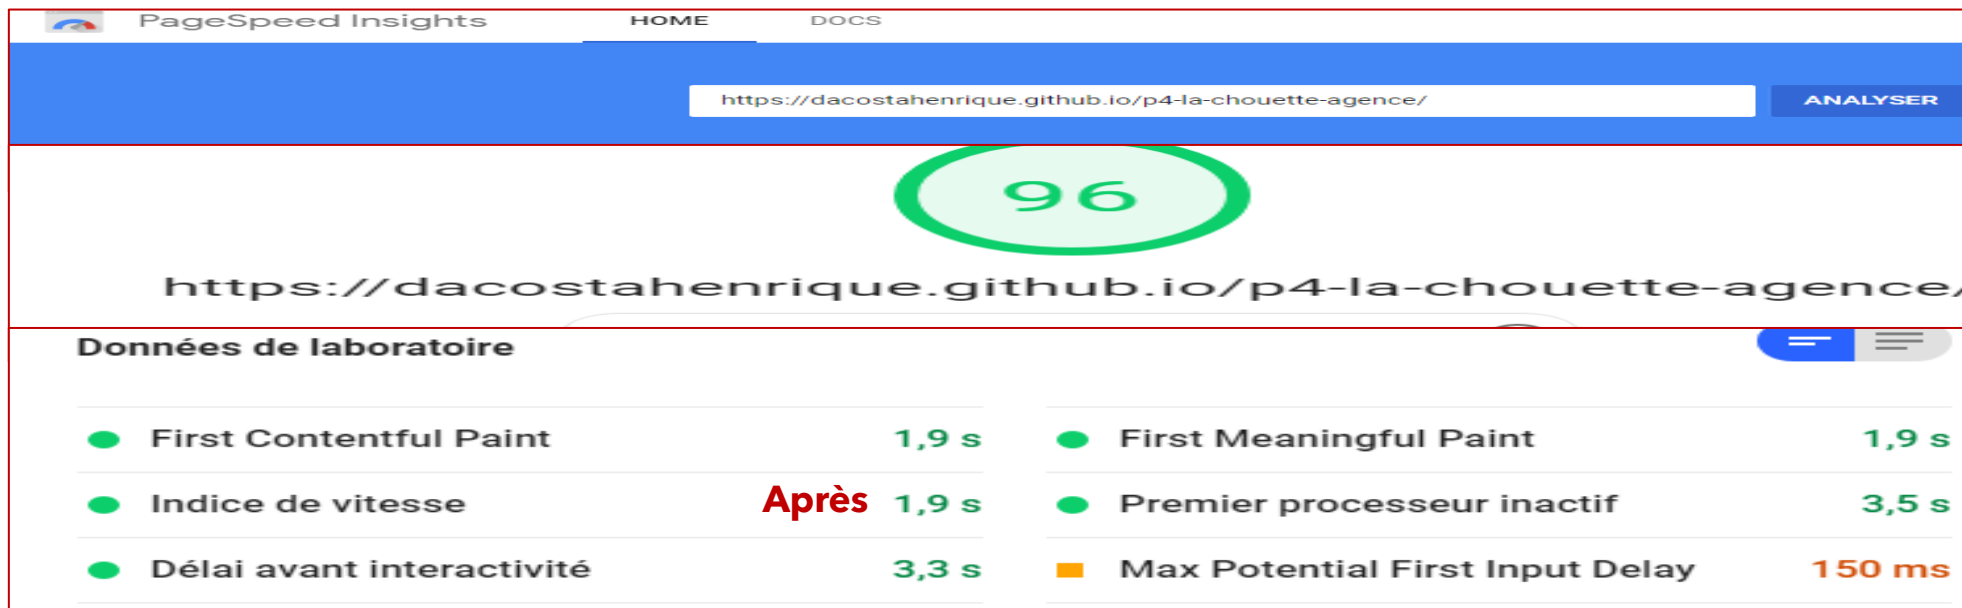 PageSpeed Insights HOME DOCS
https://dacostahenrique.github.io/p4-la-chouette-agence/ ANALYSER
96
https://dacostahenrique.github.io/p4-la-chouette-agence/
Données de laboratoire
First Contentful Paint 1,9 s First Meaningful Paint 1,9 s
Indice de vitesse Après 1,9 s Premier processeur inactif 3,5 s
Délai avant interactivité 3,3 s Max Potential First Input Delay 150 ms